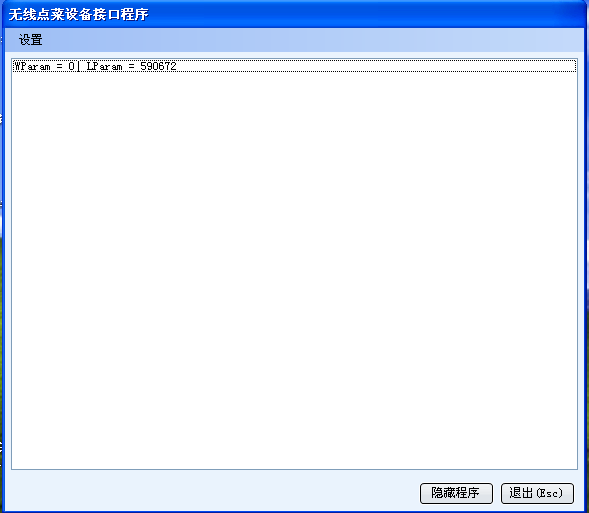 无线点菜设备接口程序
设置
WParam = 0| LParam = 590672
隐藏程序
退出(Esc)